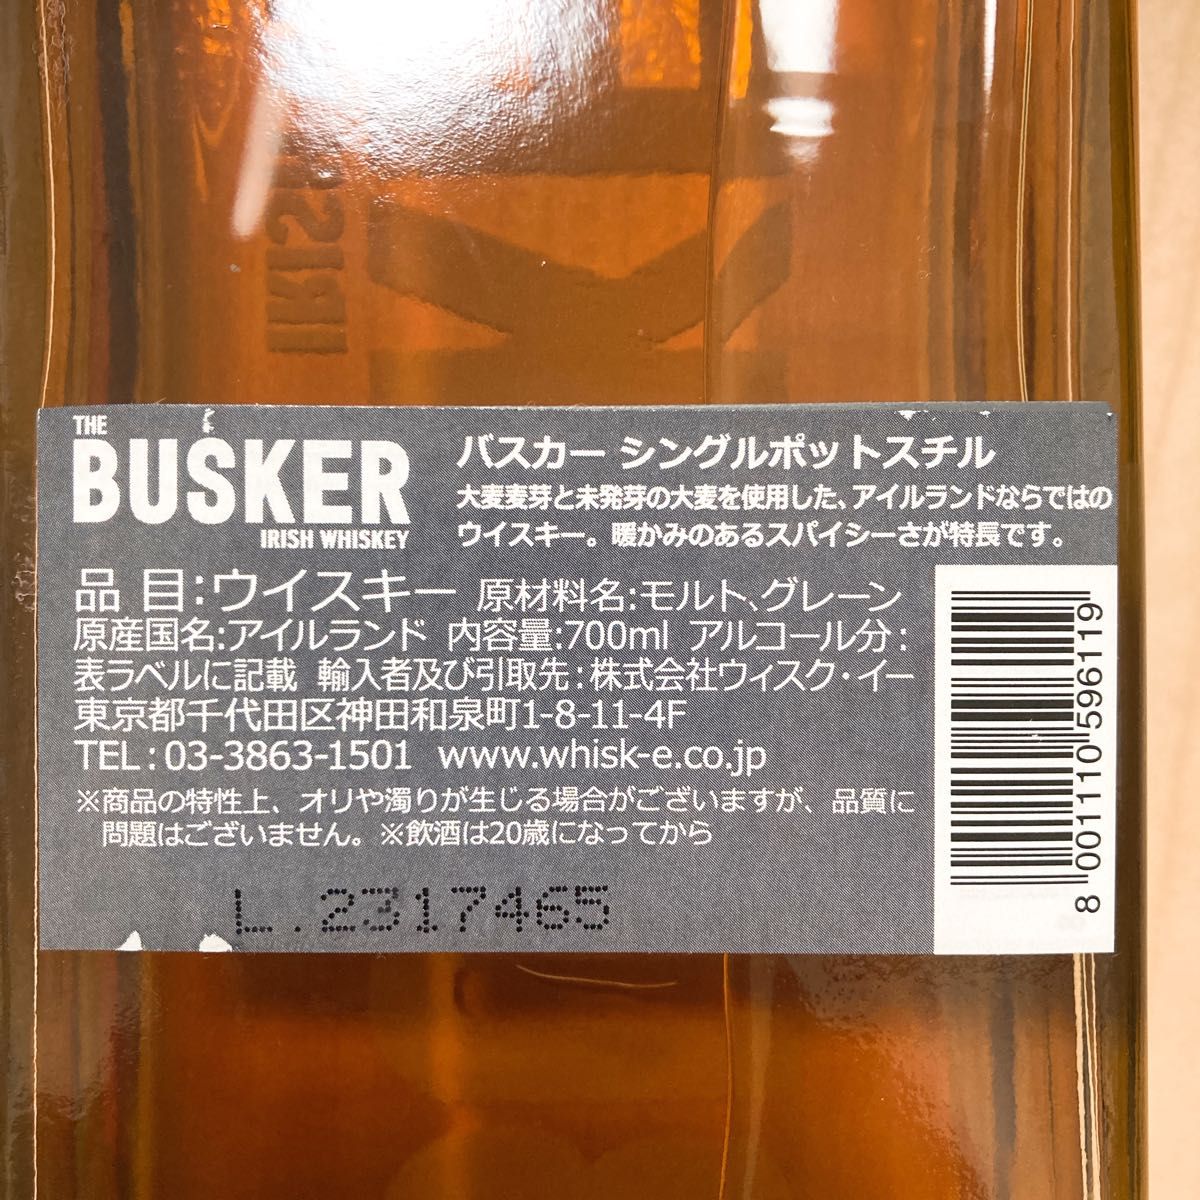 THE
BUSKER
IRISH WHISKEY
バスカー シングルポットスチル
大麦麦芽と未発芽の大麦を使用した、アイルランドならではの
ウイスキー。暖かみのあるスパイシーさが特長です。
品 目:ウイスキー 原材料名:モルト、グレーン
原産国名:アイルランド 内容量:700ml アルコール分:
表ラベルに記載 輸入者及び引取先:株式会社ウィスク・イー
東京都千代田区神田和泉町1-8-11-4F
TEL:03-3863-1501 www.whisk-e.co.jp
※商品の特性上、オリや濁りが生じる場合がございますが、品質に
問題はございません。※飲酒は20歳になってから
L.2317465
8 001110 596119